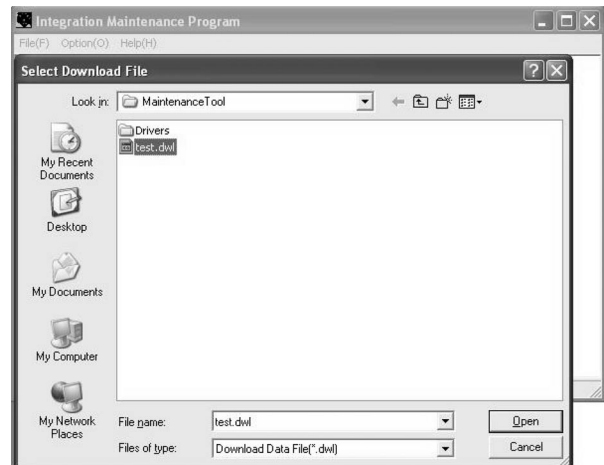 Integration Maintenance Program
File(F) Option(O) Help(H)
Select Download File
Look in: MaintenanceTool
Drivers
test.dwl
My Recent
Documents
Desktop
My Documents
My Computer
My Network
Places
File name: test.dwl Open
Files of type: Download Data File(*.dwl) Cancel